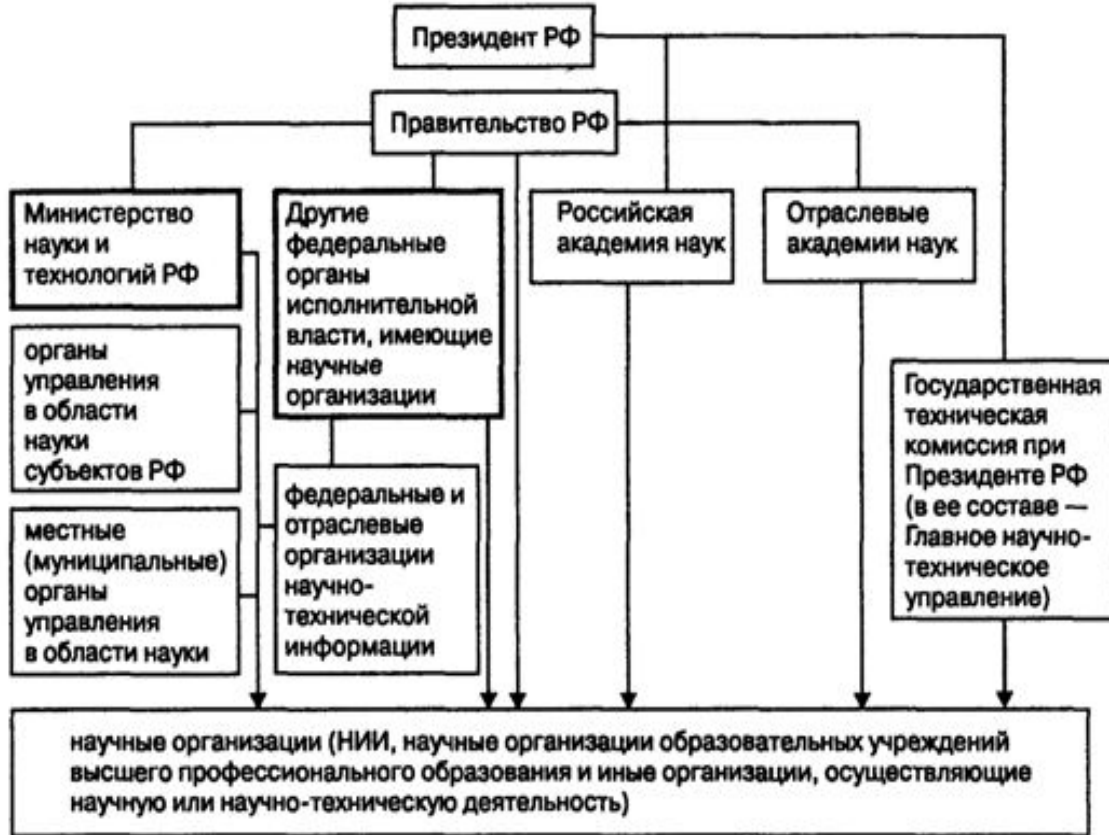 Президент РФ
Правительство РФ
Министерство
науки и
технологий РФ
Другие
федеральные
органы
исполнительной
власти, имеющие
научные
организации
Российская
академия наук
Отраслевые
академии наук
органы
управления
в области
науки
субъектов РФ
Государственная
техническая
комиссия при
Президенте РФ
(в ее составе —
Главное научно-
техническое
управление)
федеральные и
отраслевые
организации
научно-
технической
информации
местные
(муниципальные)
органы
управления
в области науки
научные организации (НИИ, научные организации образовательных учреждений
высшего профессионального образования и иные организации, осуществляющие
научную или научно-техническую деятельность)